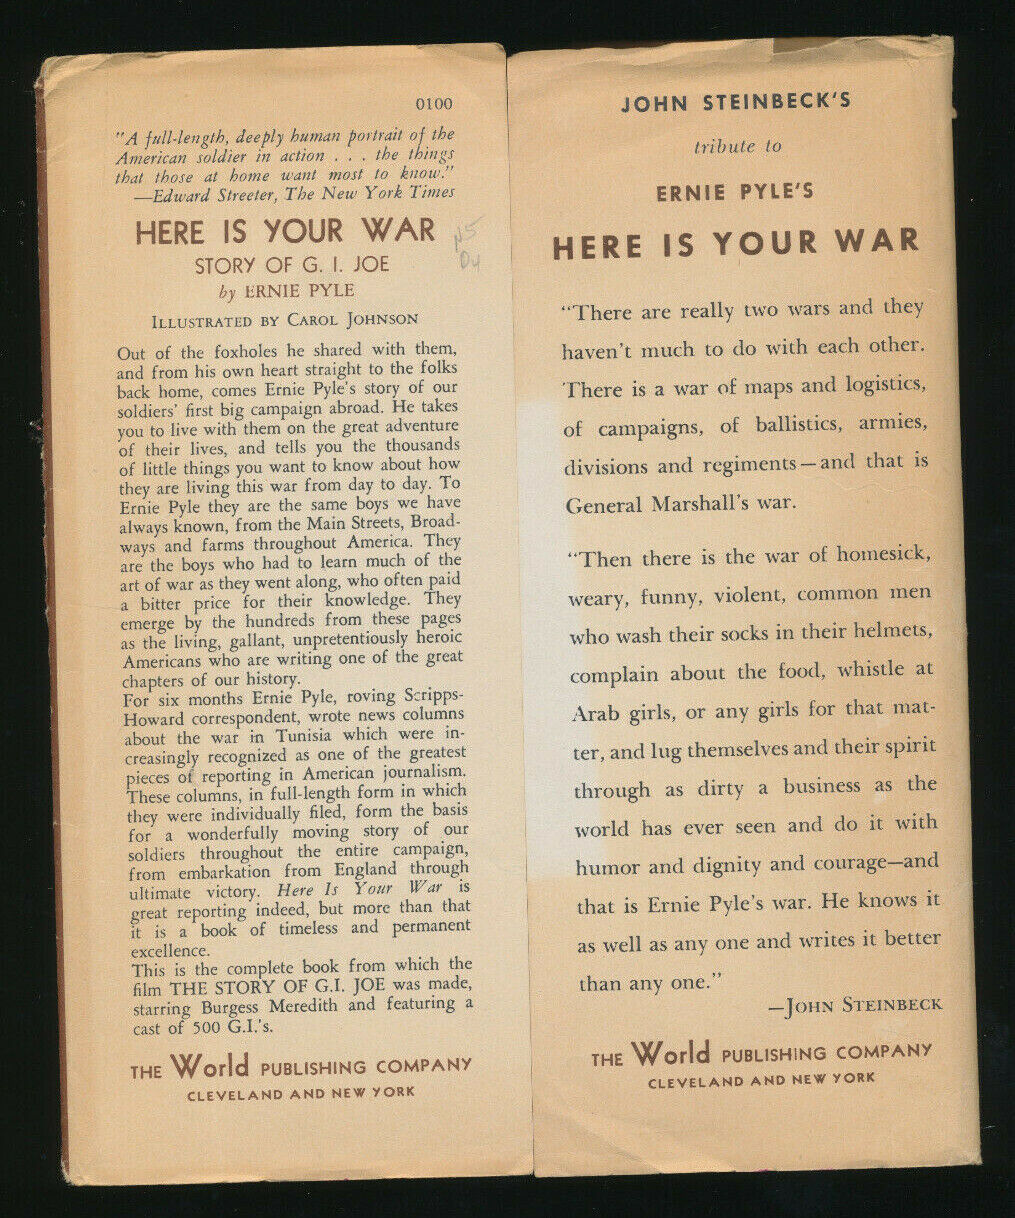 0100
"A full-length, deeply human portrait of the
American soldier in action . . . the things
that those at home want most to know."
—Edward Streeter, The New York Times
HERE IS YOUR WAR
STORY OF G. I. JOE
by ERNIE PYLE
ILLUSTRATED BY CAROL JOHNSON
Out of the foxholes he shared with them,
and from his own heart straight to the folks
back home, comes Ernie Pyle's story of our
soldiers' first big campaign abroad. He takes
you to live with them on the great adventure
of their lives, and tells you the thousands
of little things you want to know about how
they are living this war from day to day. To
Ernie Pyle they are the same boys we have
always known, from the Main Streets, Broad-
ways and farms throughout America. They
are the boys who had to learn much of the
art of war as they went along, who often paid
a bitter price for their knowledge. They
emerge by the hundreds from these pages
as the living, gallant, unpretentiously heroic
Americans who are writing one of the great
chapters of our history.
For six months Ernie Pyle, roving Scripps-
Howard correspondent, wrote news columns
about the war in Tunisia which were in-
creasingly recognized as one of the greatest
pieces of reporting in American journalism.
These columns, in full-length form in which
they were individually filed, form the basis
for a wonderfully moving story of our
soldiers throughout the entire campaign,
from embarkation from England through
ultimate victory. Here Is Your War is
great reporting indeed, but more than that
it is a book of timeless and permanent
excellence.
This is the complete book from which the
film THE STORY OF G.I. JOE was made,
starring Burgess Meredith and featuring a
cast of 500 G.I.'s.
THE World PUBLISHING COMPANY
CLEVELAND AND NEW YORK
JOHN STEINBECK'S
tribute to
ERNIE PYLE'S
HERE IS YOUR WAR
"There are really two wars and they
haven't much to do with each other.
There is a war of maps and logistics,
of campaigns, of ballistics, armies,
divisions and regiments—and that is
General Marshall's war.
"Then there is the war of homesick,
weary, funny, violent, common men
who wash their socks in their helmets,
complain about the food, whistle at
Arab girls, or any girls for that mat-
ter, and lug themselves and their spirit
through as dirty a business as the
world has ever seen and do it with
humor and dignity and courage—and
that is Ernie Pyle's war. He knows it
as well as any one and writes it better
than any one."
—JOHN STEINBECK
THE World PUBLISHING COMPANY
CLEVELAND AND NEW YORK